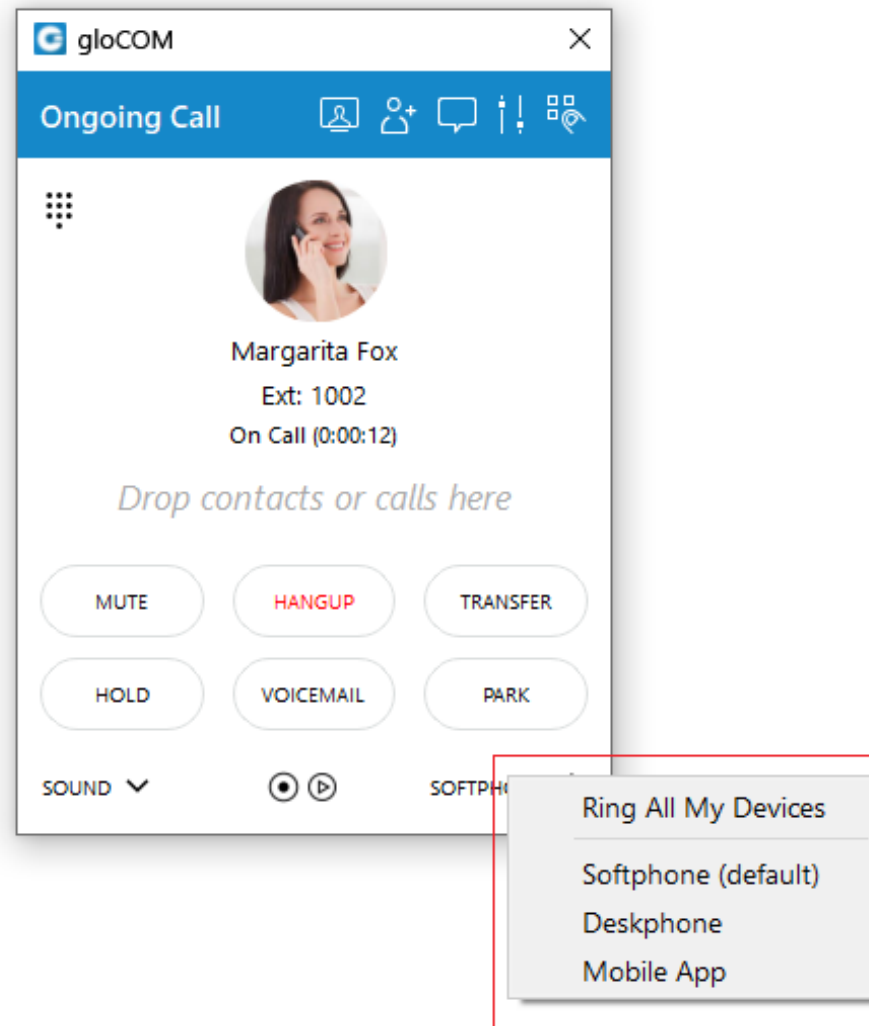 gloCOM
Ongoing Call
Margarita Fox
Ext: 1002
On Call (0:00:12)
Drop contacts or calls here
MUTE HANGUP TRANSFER
HOLD VOICEMAIL PARK
SOUND
Ring All My Devices
Softphone (default)
Deskphone
Mobile App